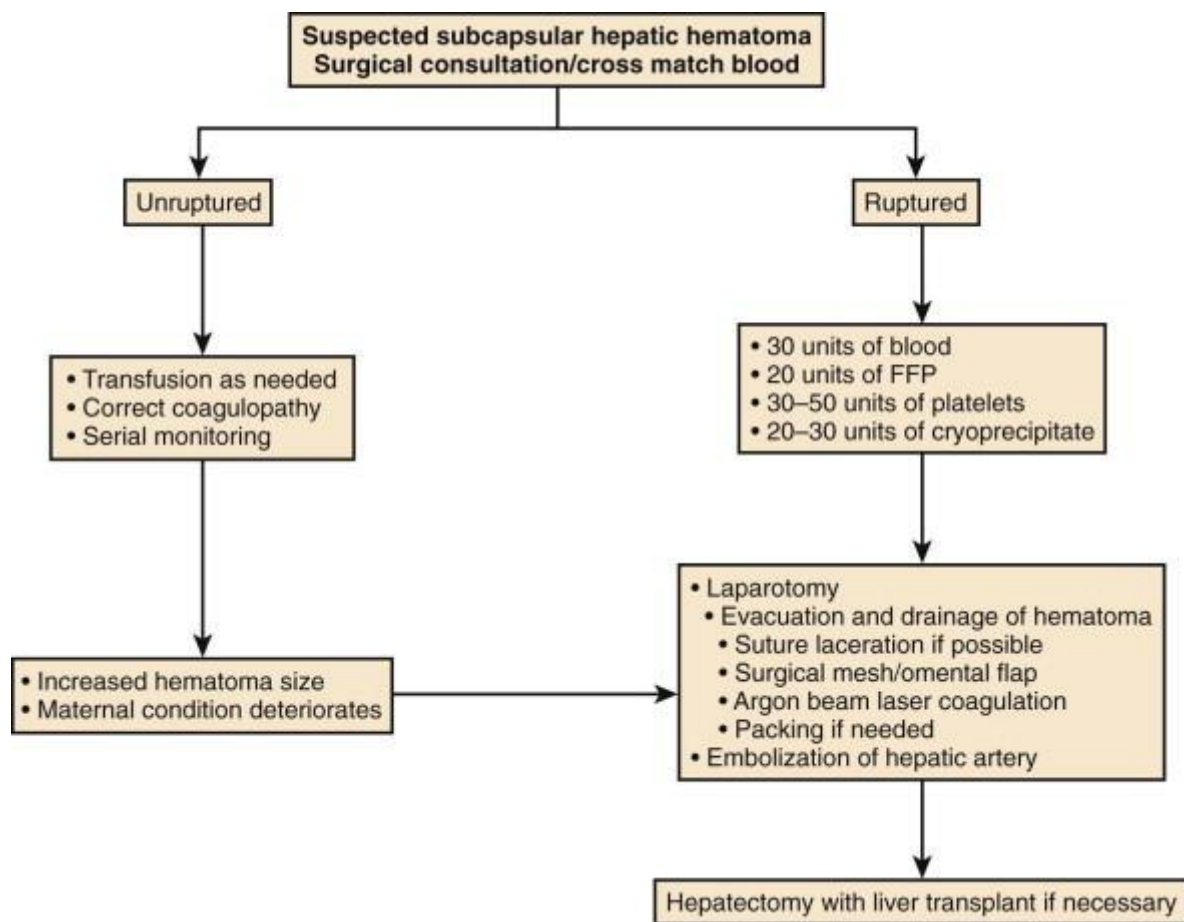 Suspected subcapsular hepatic hematoma
Surgical consultation/cross match blood
Unruptured
Ruptured
• Transfusion as needed
• Correct coagulopathy
• Serial monitoring
• 30 units of blood
• 20 units of FFP
• 30–50 units of platelets
• 20–30 units of cryoprecipitate
• Increased hematoma size
• Maternal condition deteriorates
• Laparotomy
• Evacuation and drainage of hematoma
• Suture laceration if possible
• Surgical mesh/omental flap
• Argon beam laser coagulation
• Packing if needed
• Embolization of hepatic artery
Hepatectomy with liver transplant if necessary